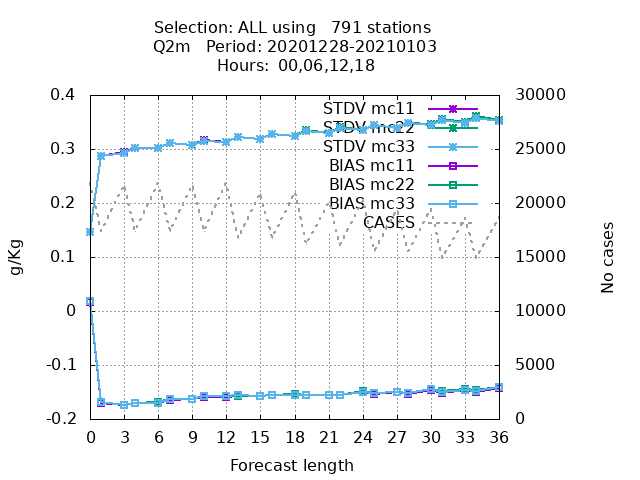 Selection: ALL using   791 stations
Q2m   Period: 20201228-20210103
Hours:  00,06,12,18
0.4
0.3
0.2
0.1
0
-0.1
-0.2
g/Kg
STDV mc11
STDV mc22
STDV mc33
BIAS mc11
BIAS mc22
BIAS mc33
CASES
30000
25000
20000
15000
10000
5000
0
No cases
0 3 6 9 12 15 18 21 24 27 30 33 36
Forecast length